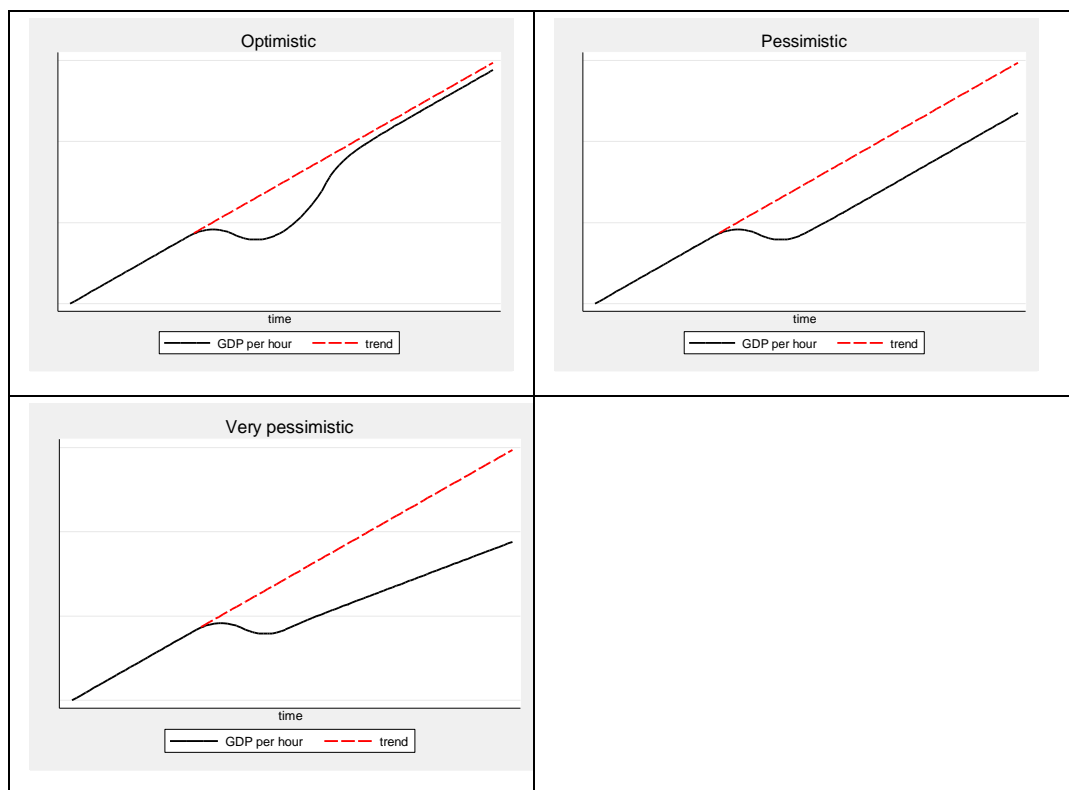 Optimistic
time
GDP per hour trend
Pessimistic
time
GDP per hour trend
Very pessimistic
time
GDP per hour trend